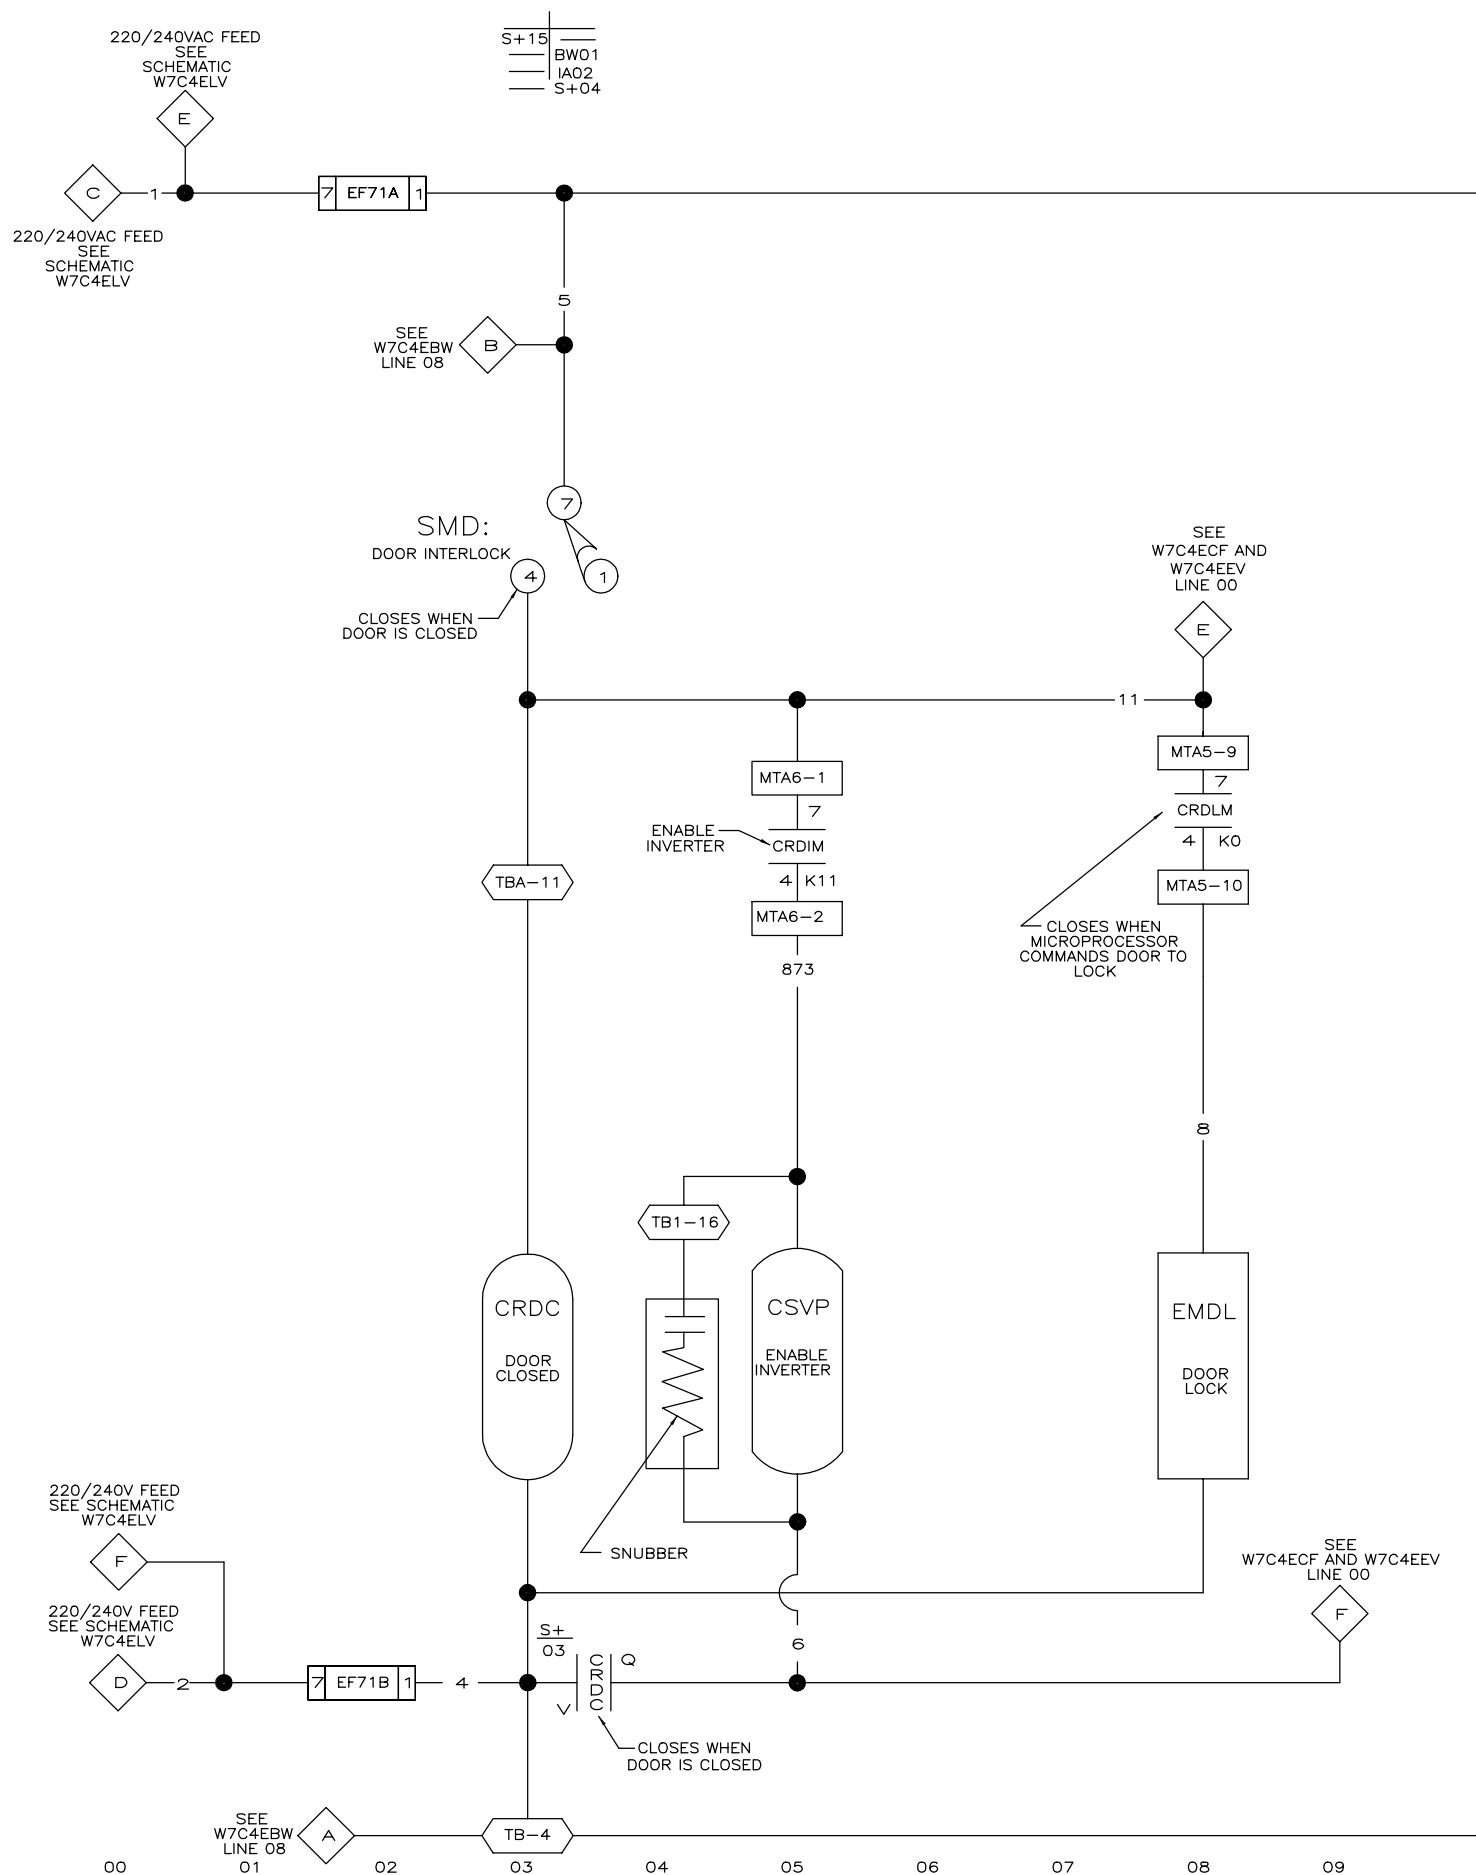 220/240VAC FEED
SEE
SCHEMATIC
W7C4ELV
E
S+15
BW01
IA02
S+04
C
1
7 EF71A 1
220/240VAC FEED
SEE
SCHEMATIC
W7C4ELV
5
SEE
W7C4EBW
LINE 08
B
7
SMD:
DOOR INTERLOCK
4
1
CLOSES WHEN
DOOR IS CLOSED
SEE
W7C4ECF AND
W7C4EEV
LINE 00
E
11
MTA5-9
7
CRDLM
4 K0
MTA5-10
MTA6-1
7
ENABLE
INVERTER
CRDIM
4 K11
MTA6-2
873
TBA-11
CLOSES WHEN
MICROPROCESSOR
COMMANDS DOOR TO
LOCK
8
TB1-16
CRDC
DOOR
CLOSED
CSVP
ENABLE
INVERTER
EMDL
DOOR
LOCK
SNUBBER
220/240V FEED
SEE SCHEMATIC
W7C4ELV
F
220/240V FEED
SEE SCHEMATIC
W7C4ELV
D
2
7 EF71B 1
4
S+
03
CRDC
Q
V
6
CLOSES WHEN
DOOR IS CLOSED
SEE
W7C4ECF AND W7C4EEV
LINE 00
F
SEE
W7C4EBW
LINE 08
A
TB-4
00 01 02 03 04 05 06 07 08 09